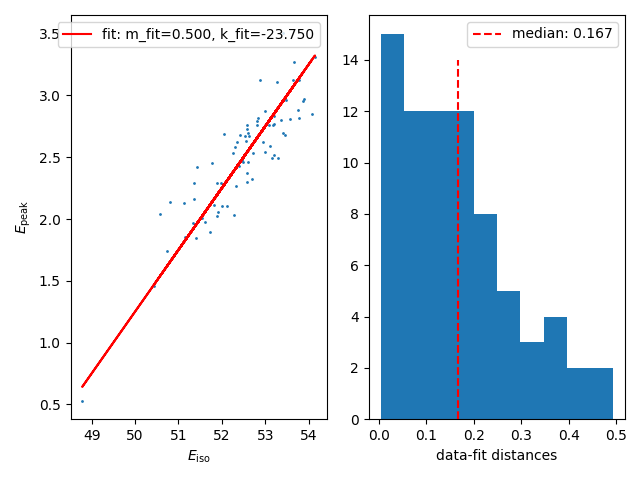 fit: m_fit=0.500, k_fit=-23.750
3.5
3.0
2.5
2.0
1.5
1.0
0.5
E_peak
49 50 51 52 53 54
E_iso
median: 0.167
14
12
10
8
6
4
2
0
0.0 0.1 0.2 0.3 0.4 0.5
data-fit distances